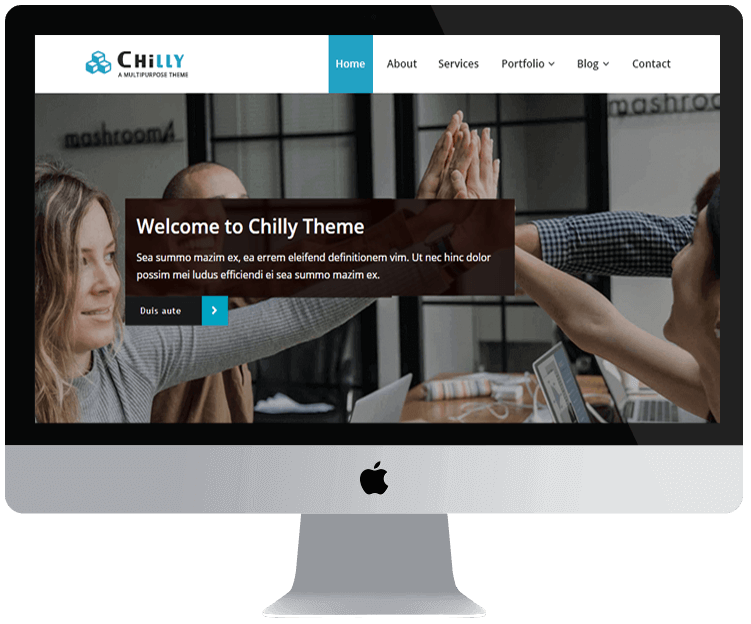 CHiLLY
A MULTIPURPOSE THEME
Home About Services Portfolio Blog Contact
mashroom
mashroom
Welcome to Chilly Theme
Sea summo mazim ex, ea errem eleifend definitionem vim. Ut nec hinc dolor
possim mei ludus efficiendi ei sea summo mazim ex.
Duis aute